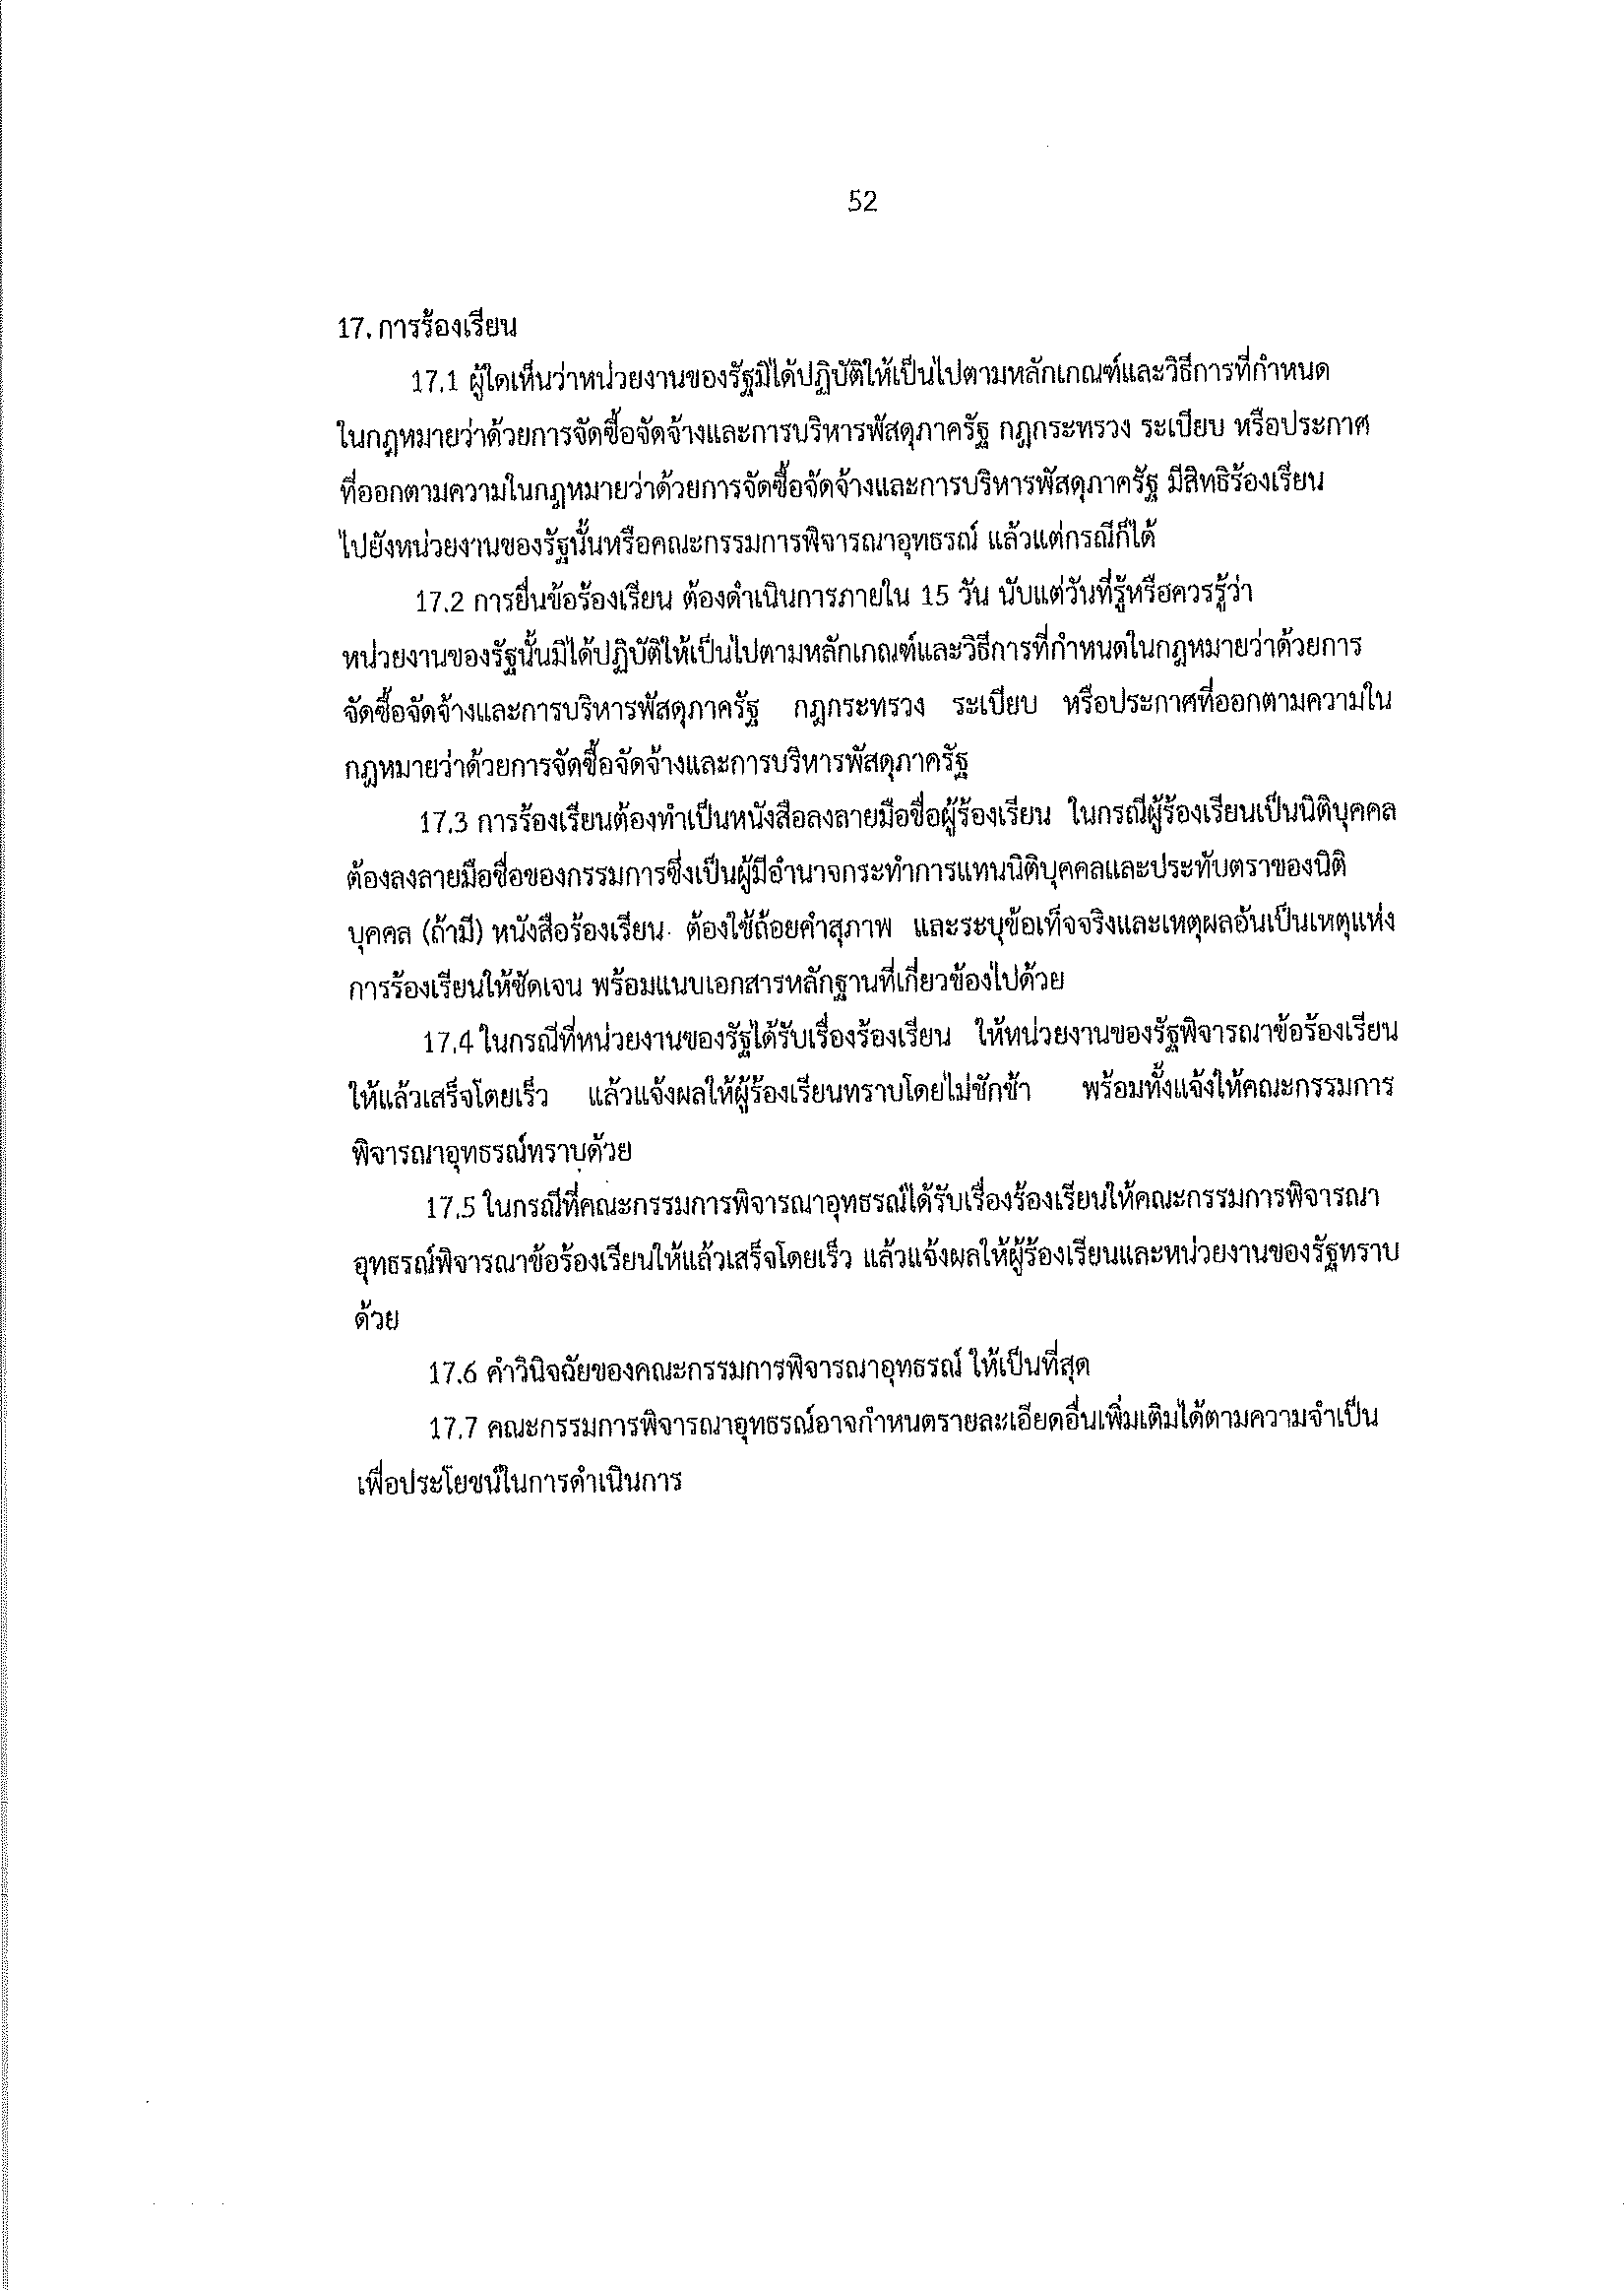 52
17. การร้องเรียน
17.1 ผู้ใดเห็นว่าหน่วยงานของรัฐมิได้ปฏิบัติให้เป็นไปตามหลักเกณฑ์และวิธีการที่กำหนด
ในกฎหมายว่าด้วยการจัดซื้อจัดจ้างและการบริหารพัสดุภาครัฐ กฎกระทรวง ระเบียบ หรือประกาศ
ที่ออกตามความในกฎหมายว่าด้วยการจัดซื้อจัดจ้างและการบริหารพัสดุภาครัฐ มีสิทธิร้องเรียน
ไปยังหน่วยงานของรัฐนั้นหรือคณะกรรมการพิจารณาอุทธรณ์ แล้วแต่กรณีก็ได้
17.2 การยื่นข้อร้องเรียน ต้องดำเนินการภายใน 15 วัน นับแต่วันที่รู้หรือควรรู้ว่า
หน่วยงานของรัฐนั้นมิได้ปฏิบัติให้เป็นไปตามหลักเกณฑ์และวิธีการที่กำหนดในกฎหมายว่าด้วยการ
จัดซื้อจัดจ้างและการบริหารพัสดุภาครัฐ กฎกระทรวง ระเบียบ หรือประกาศที่ออกตามความใน
กฎหมายว่าด้วยการจัดซื้อจัดจ้างและการบริหารพัสดุภาครัฐ
17.3 การร้องเรียนต้องทำเป็นหนังสือลงลายมือชื่อผู้ร้องเรียน ในกรณีผู้ร้องเรียนเป็นนิติบุคคล
ต้องลงลายมือชื่อของกรรมการซึ่งเป็นผู้มีอำนาจกระทำการแทนนิติบุคคลและประทับตราของนิติ
บุคคล (ถ้ามี) หนังสือร้องเรียน ต้องใช้ถ้อยคำสุภาพ และระบุข้อเท็จจริงและเหตุผลอันเป็นเหตุแห่ง
การร้องเรียนให้ชัดเจน พร้อมแนบเอกสารหลักฐานที่เกี่ยวข้องไปด้วย
17.4 ในกรณีที่หน่วยงานของรัฐได้รับเรื่องร้องเรียน ให้หน่วยงานของรัฐพิจารณาข้อร้องเรียน
ให้แล้วเสร็จโดยเร็ว แล้วแจ้งผลให้ผู้ร้องเรียนทราบโดยไม่ชักช้า พร้อมทั้งแจ้งให้คณะกรรมการ
พิจารณาอุทธรณ์ทราบด้วย
17.5 ในกรณีที่คณะกรรมการพิจารณาอุทธรณ์ได้รับเรื่องร้องเรียนให้คณะกรรมการพิจารณา
อุทธรณ์พิจารณาข้อร้องเรียนให้แล้วเสร็จโดยเร็ว แล้วแจ้งผลให้ผู้ร้องเรียนและหน่วยงานของรัฐทราบ
ด้วย
17.6 คำวินิจฉัยของคณะกรรมการพิจารณาอุทธรณ์ ให้เป็นที่สุด
17.7 คณะกรรมการพิจารณาอุทธรณ์อาจกำหนดรายละเอียดอื่นเพิ่มเติมได้ตามความจำเป็น
เพื่อประโยชน์ในการดำเนินการ